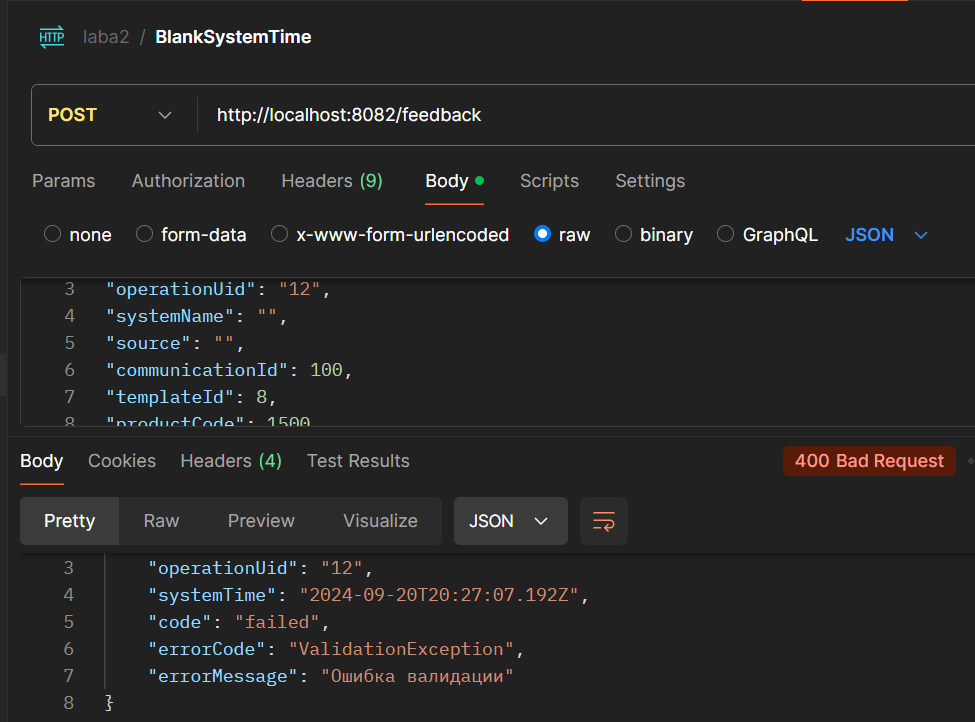 HTTP laba2 / BlankSystemTime
POST http://localhost:8082/feedback
Params Authorization Headers (9) Body Scripts Settings
none form-data x-www-form-urlencoded raw binary GraphQL JSON
3 "operationUid": "12",
4 "systemName": "",
5 "source": "",
6 "communicationId": 100,
7 "templateId": 8,
8 "productCode": 1500
Body Cookies Headers (4) Test Results 400 Bad Request
Pretty Raw Preview Visualize JSON
3 "operationUid": "12",
4 "systemTime": "2024-09-20T20:27:07.192Z",
5 "code": "failed",
6 "errorCode": "ValidationException",
7 "errorMessage": "Ошибка валидации"
8 }